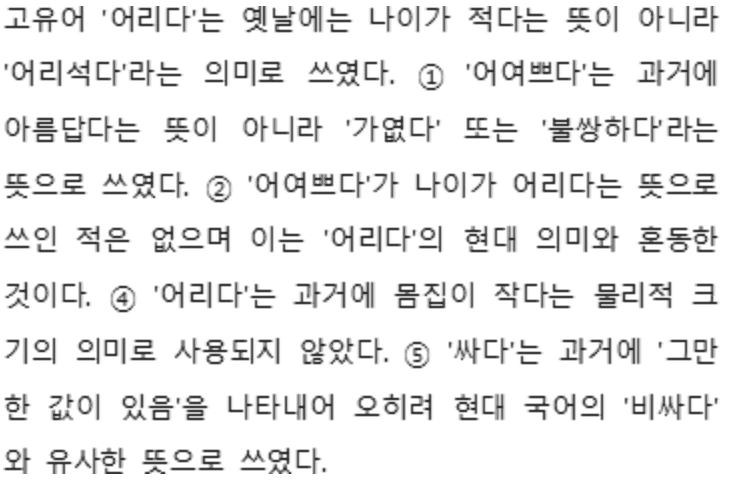 고유어 '어리다'는 옛날에는 나이가 적다는 뜻이 아니라
'어리석다'라는 의미로 쓰였다. ① '어여쁘다'는 과거에
아름답다는 뜻이 아니라 '가엾다' 또는 '불쌍하다'라는
뜻으로 쓰였다. ② '어여쁘다'가 나이가 어리다는 뜻으로
쓰인 적은 없으며 이는 '어리다'의 현대 의미와 혼동한
것이다. ④ '어리다'는 과거에 몸집이 작다는 물리적 크
기의 의미로 사용되지 않았다. ⑤ '싸다'는 과거에 '그만
한 값이 있음'을 나타내어 오히려 현대 국어의 '비싸다'
와 유사한 뜻으로 쓰였다.